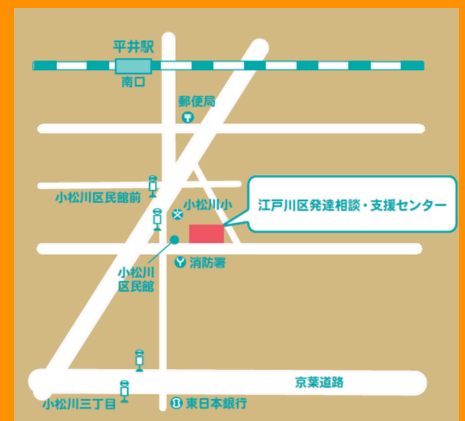 平井駅
南口
郵便局
小松川区民館前
小松川小
江戸川区発達相談・支援センター
小松川
区民館
消防署
京葉道路
小松川三丁目
東日本銀行